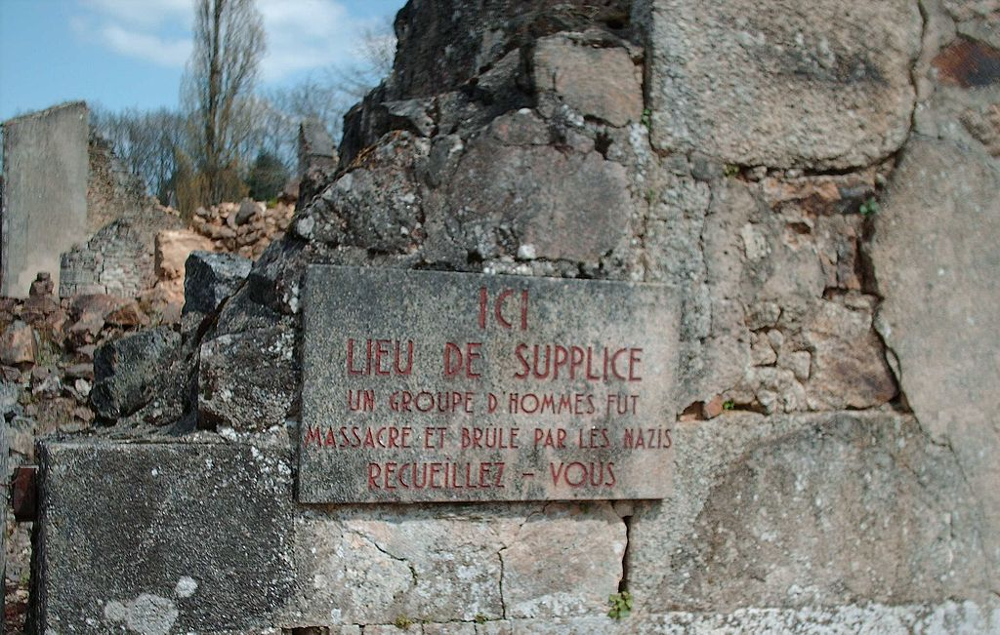 ICI
LIEU DE SUPPLICE
UN GROUPE D HOMMES FUT
MASSACRE ET BRULE PAR LES NAZIS
RECUEILLEZ - VOUS